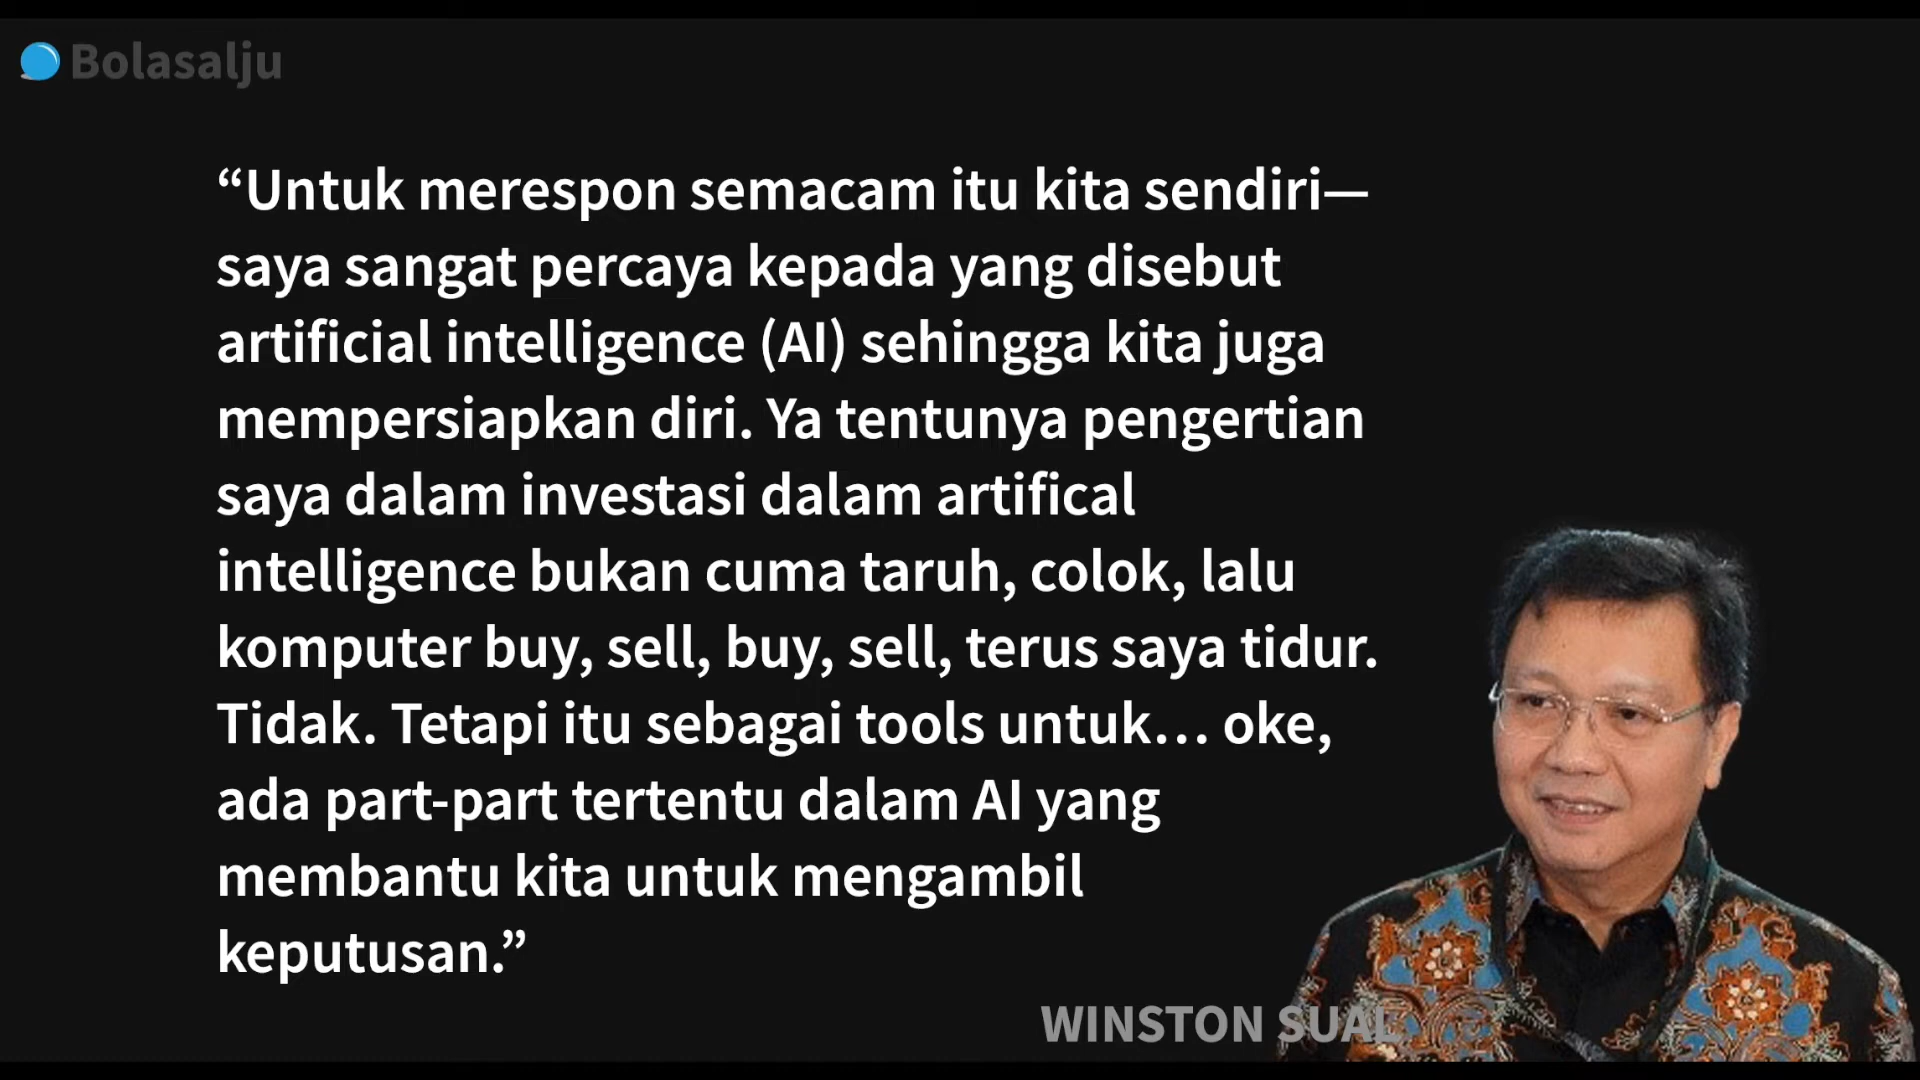 Bolasalju
“Untuk merespon semacam itu kita sendiri—
saya sangat percaya kepada yang disebut
artificial intelligence (AI) sehingga kita juga
mempersiapkan diri. Ya tentunya pengertian
saya dalam investasi dalam artifical
intelligence bukan cuma taruh, colok, lalu
komputer buy, sell, buy, sell, terus saya tidur.
Tidak. Tetapi itu sebagai tools untuk… oke,
ada part-part tertentu dalam AI yang
membantu kita untuk mengambil
keputusan.”
WINSTON SUAL